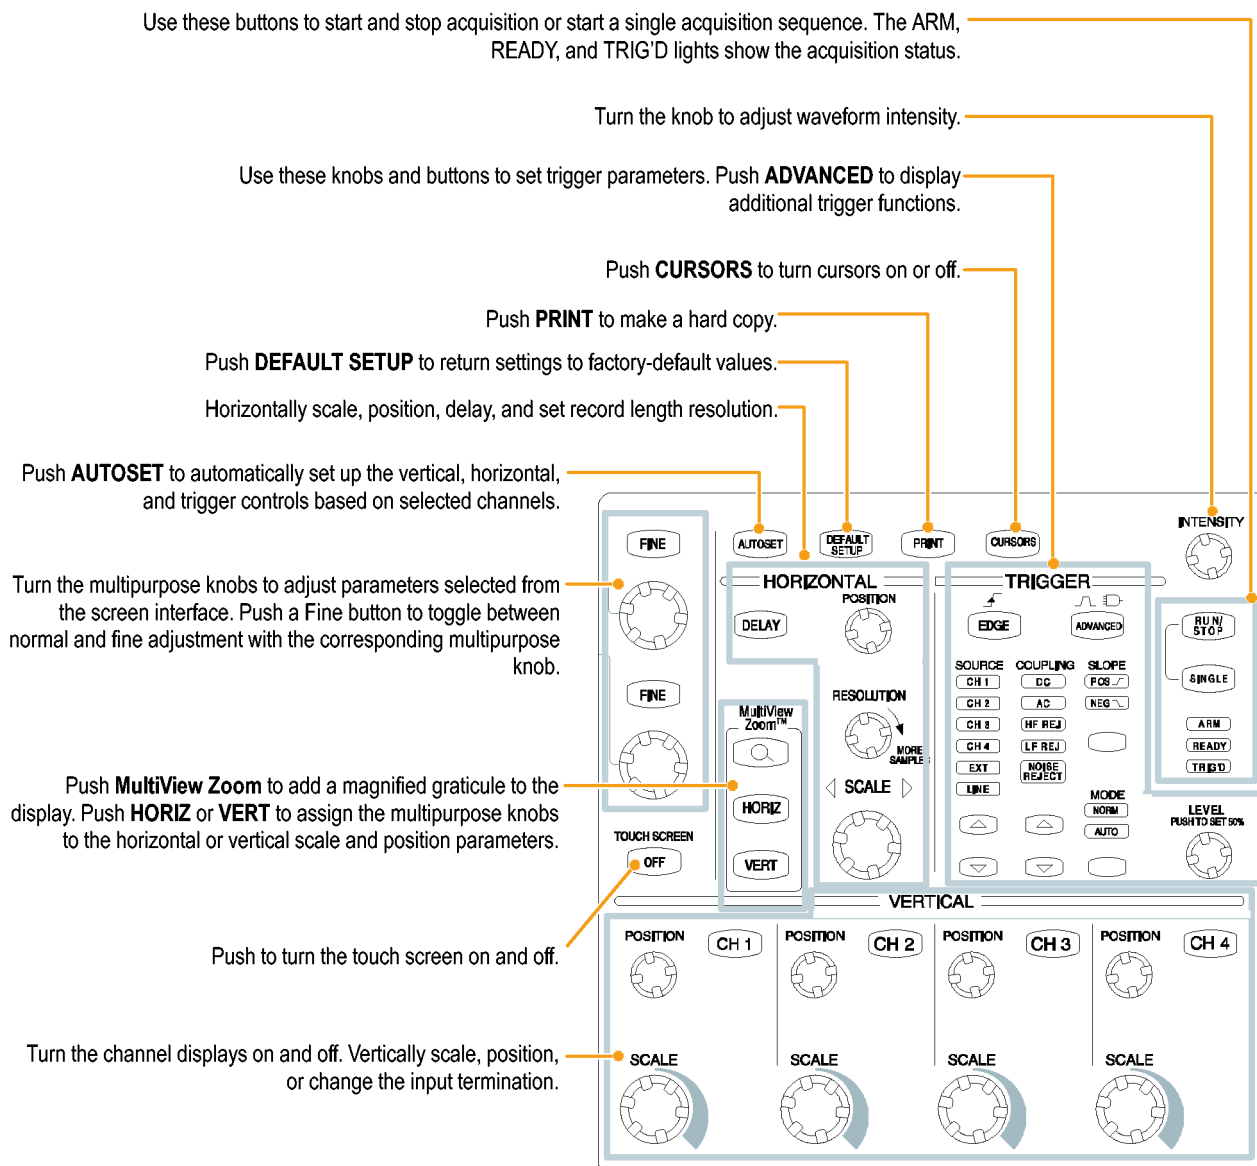 Use these buttons to start and stop acquisition or start a single acquisition sequence. The ARM,
READY, and TRIG'D lights show the acquisition status.
Turn the knob to adjust waveform intensity.
Use these knobs and buttons to set trigger parameters. Push ADVANCED to display
additional trigger functions.
Push CURSORS to turn cursors on or off.
Push PRINT to make a hard copy.
Push DEFAULT SETUP to return settings to factory-default values.
Horizontally scale, position, delay, and set record length resolution.
Push AUTOSET to automatically set up the vertical, horizontal,
and trigger controls based on selected channels.
Turn the multipurpose knobs to adjust parameters selected from
the screen interface. Push a Fine button to toggle between
normal and fine adjustment with the corresponding multipurpose
knob.
Push MultiView Zoom to add a magnified graticule to the
display. Push HORIZ or VERT to assign the multipurpose knobs
to the horizontal or vertical scale and position parameters.
Push to turn the touch screen on and off.
Turn the channel displays on and off. Vertically scale, position,
or change the input termination.
FINE
FINE
TOUCH SCREEN
OFF
AUTOSET
DEFAULT
SETUP
PRINT
CURSORS
INTENSITY
HORIZONTAL
POSITION
DELAY
RESOLUTION
MORE
SAMPLES
SCALE
MultiView
Zoom™
HORIZ
VERT
TRIGGER
EDGE
ADVANCED
SOURCE
CH 1
CH 2
CH 3
CH 4
EXT
LINE
COUPLING
DC
AC
HF REJ
LF REJ
NOISE
REJECT
SLOPE
POS
NEG
MODE
NORM
AUTO
RUN/
STOP
SINGLE
ARM
READY
TRIG'D
LEVEL
PUSH TO SET 50%
VERTICAL
POSITION
CH 1
POSITION
CH 2
POSITION
CH 3
POSITION
CH 4
SCALE
SCALE
SCALE
SCALE